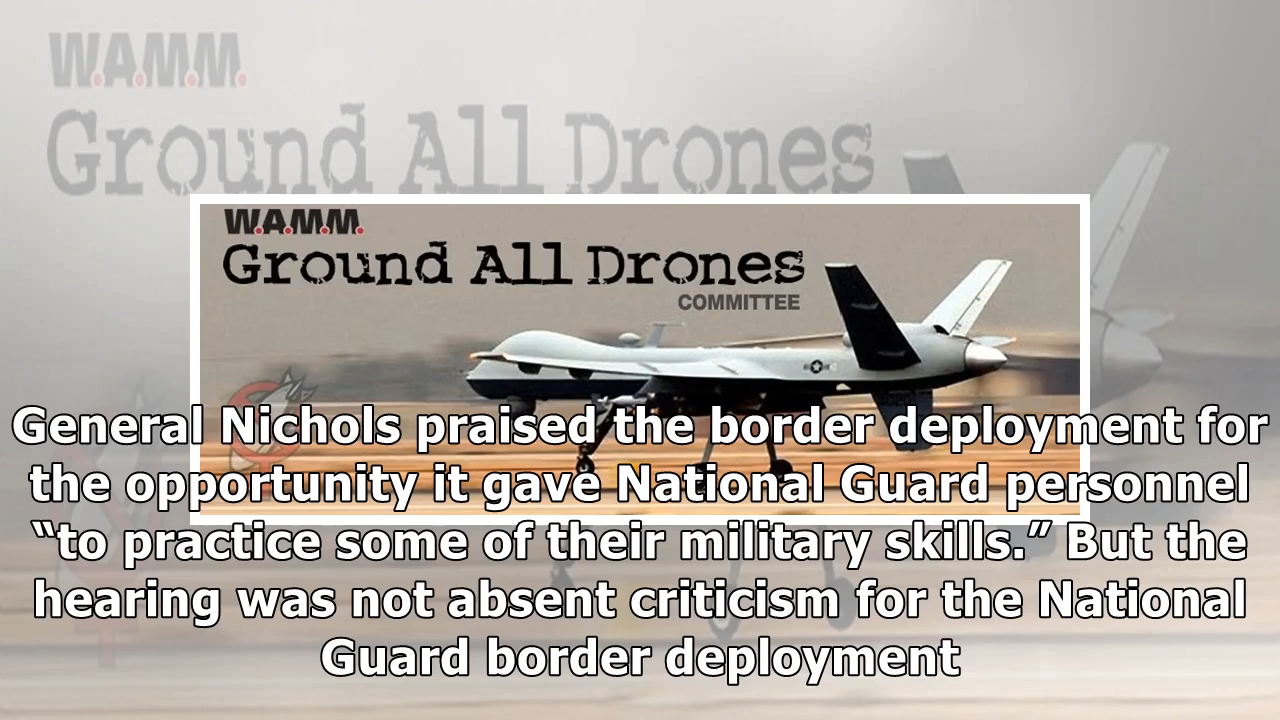 W.A.M.M.
Ground All Drones
W.A.M.M.
Ground All Drones
COMMITTEE
General Nichols praised the border deployment for
the opportunity it gave National Guard personnel
“to practice some of their military skills.” But the
hearing was not absent criticism for the National
Guard border deployment